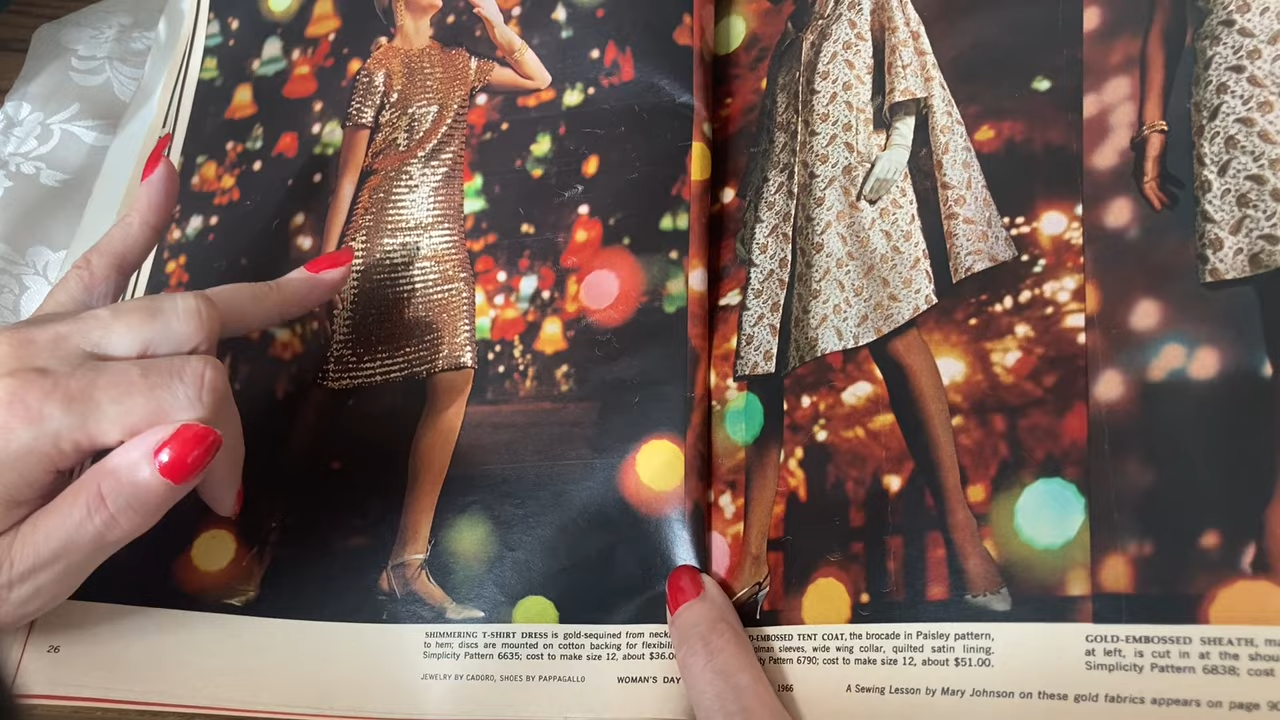 SHIMMERING T-SHIRT DRESS is gold-sequined from
to hem; discs are mounted on cotton backing for
Simplicity Pattern 6635; cost to make size 12, about
JEWELRY BY CADORO, SHOES BY PAPPAGALLO
26
WOMAN'S DAY
-EMBOSSED TENT COAT, the brocade in Paisley pattern,
sleeves, wide wing collar, quilted satin lining.
Pattern 6790; cost to make size 12, about $51.00.
1966
GOLD-EMBOSSED SHEATH,
at left, is cut in at the
Simplicity Pattern 6838; cost
A Sewing Lesson by Mary Johnson on these gold fabrics appears on page